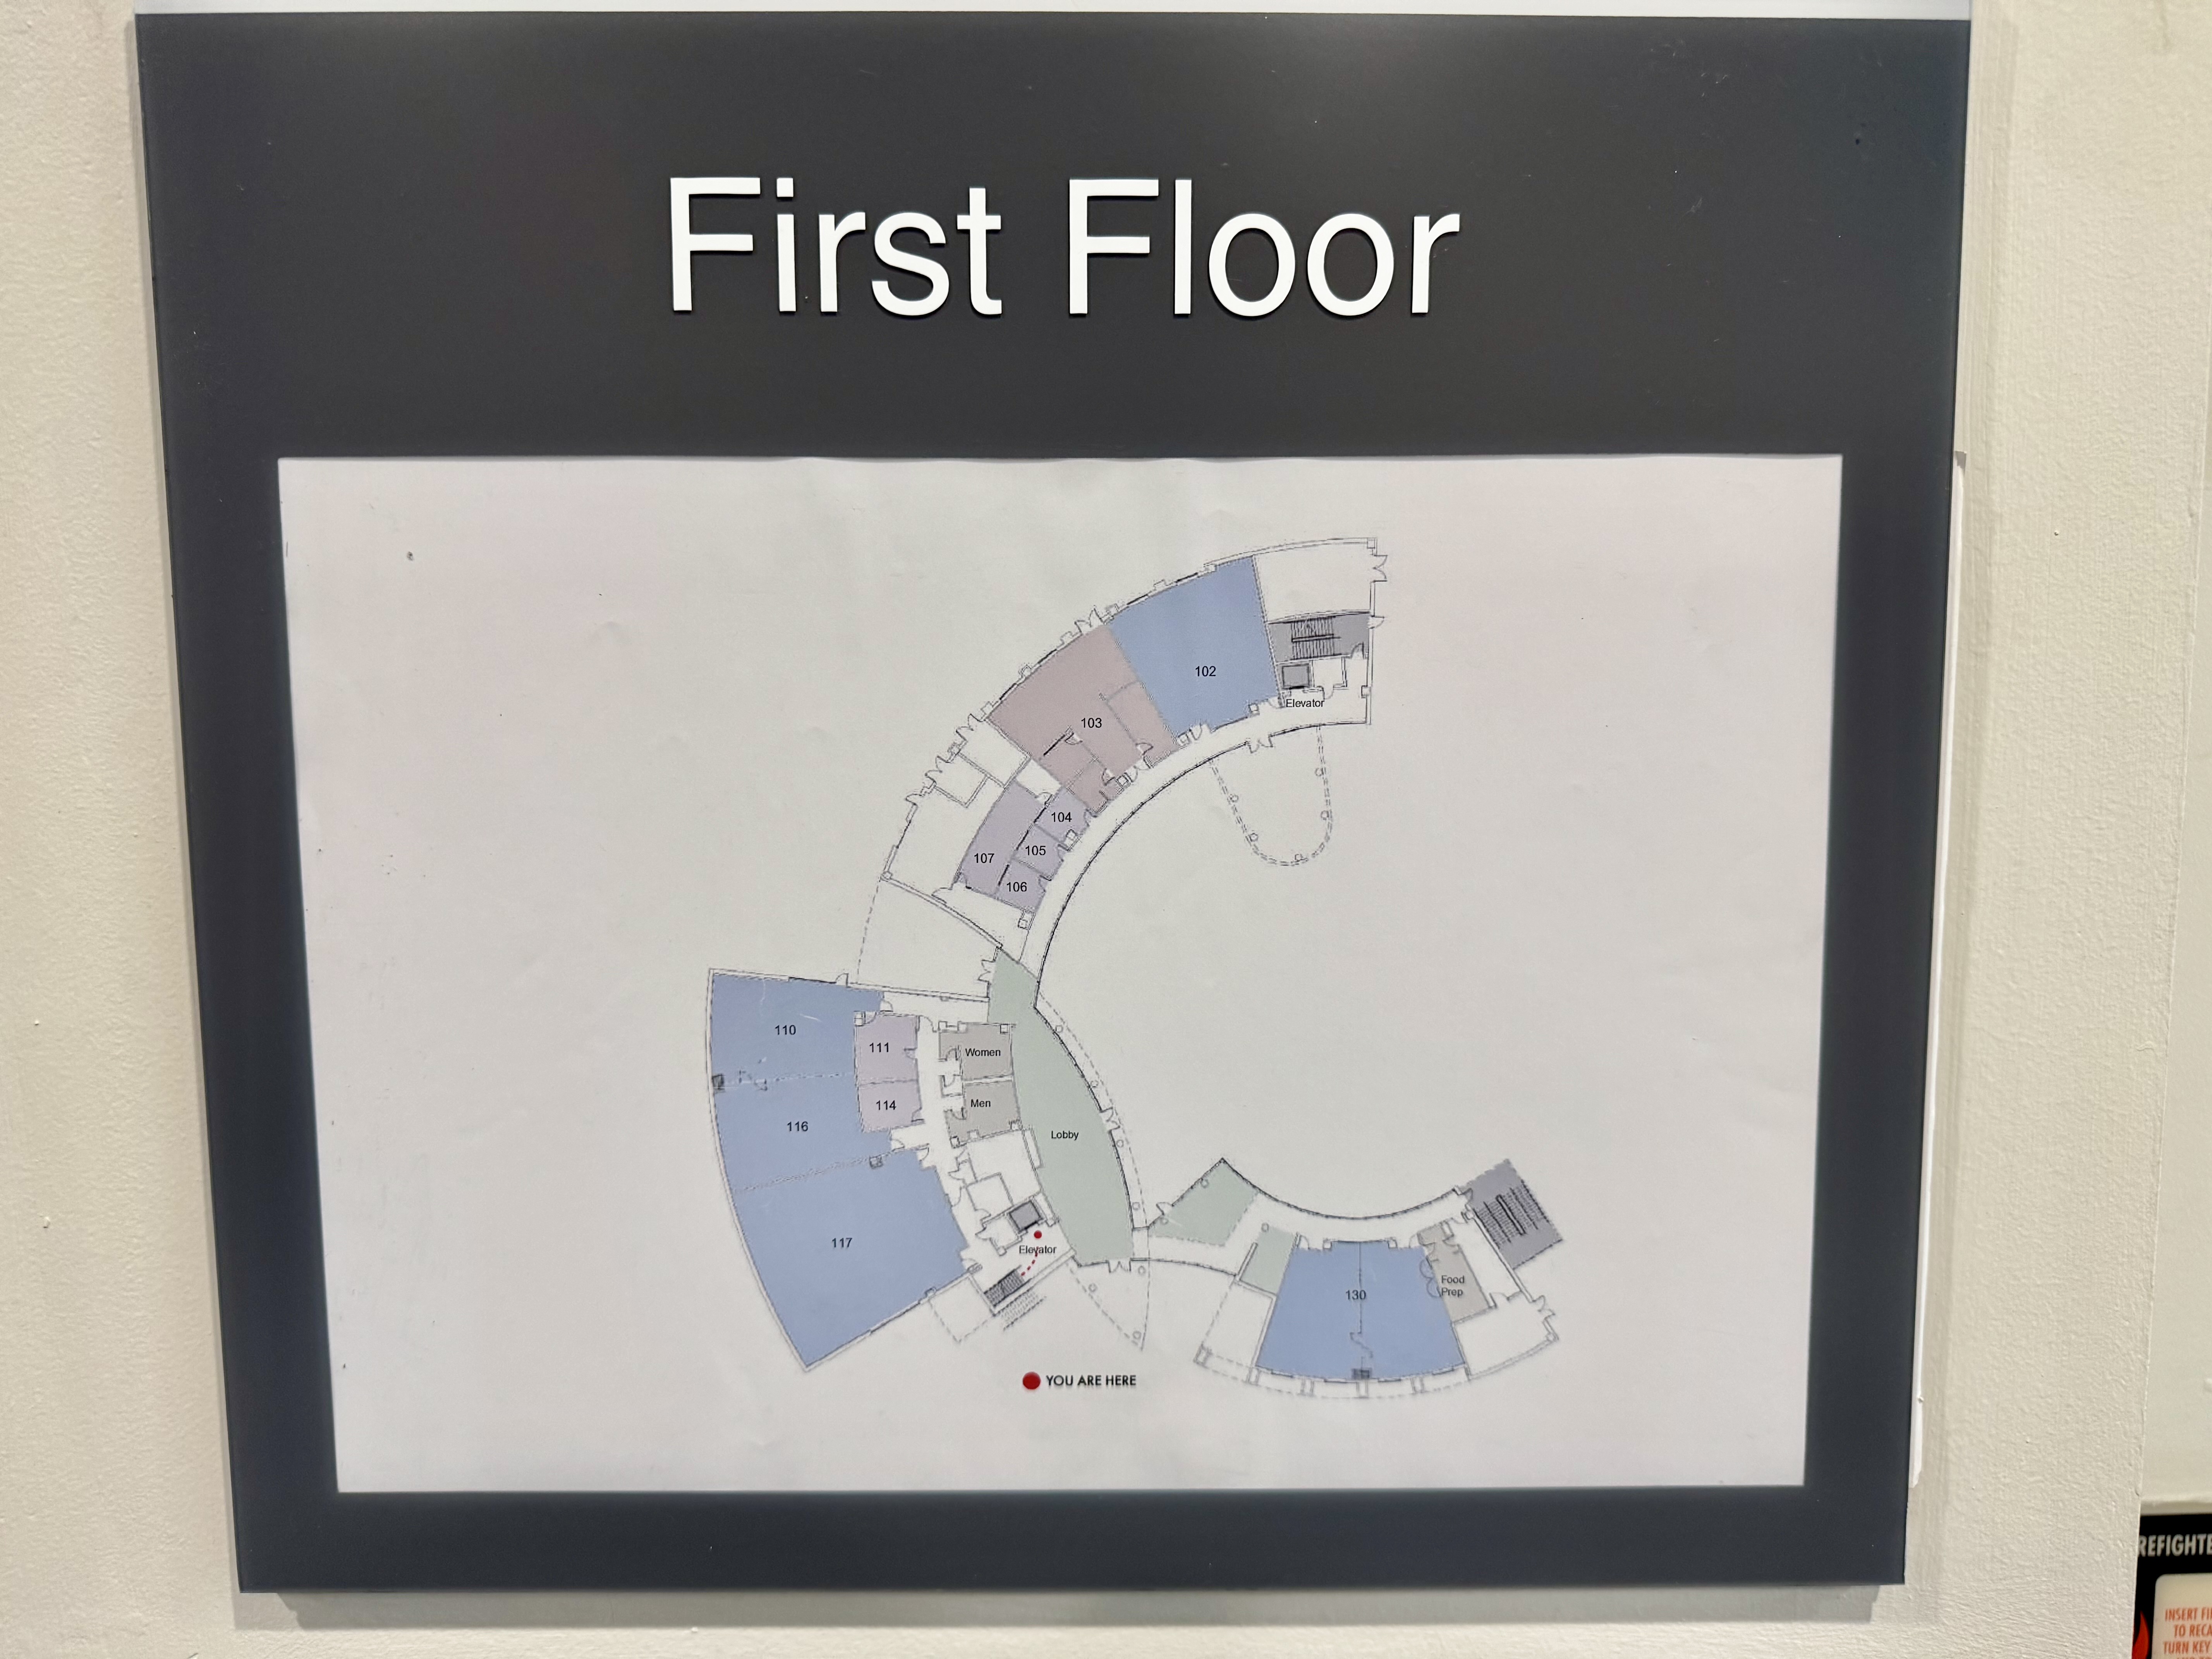 First Floor
102
Elevator
103
104
105
107
106
110
111
Women
114
Men
116
Lobby
117
Elevator
130
Food
Prep
YOU ARE HERE
REFIGHTE
INSERT FI
TO RECA
TURN KEY